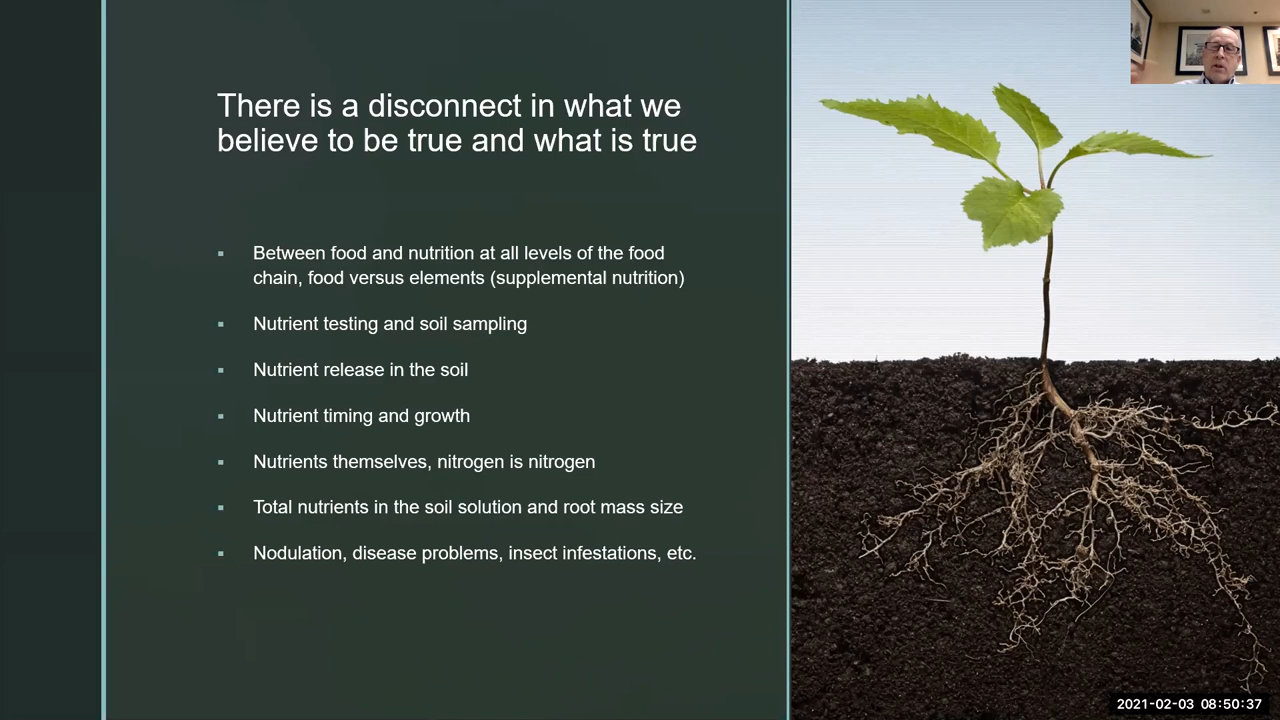 There is a disconnect in what we
believe to be true and what is true
▪ Between food and nutrition at all levels of the food
chain, food versus elements (supplemental nutrition)
▪ Nutrient testing and soil sampling
▪ Nutrient release in the soil
▪ Nutrient timing and growth
▪ Nutrients themselves, nitrogen is nitrogen
▪ Total nutrients in the soil solution and root mass size
▪ Nodulation, disease problems, insect infestations, etc.
2021-02-03 08:50:37